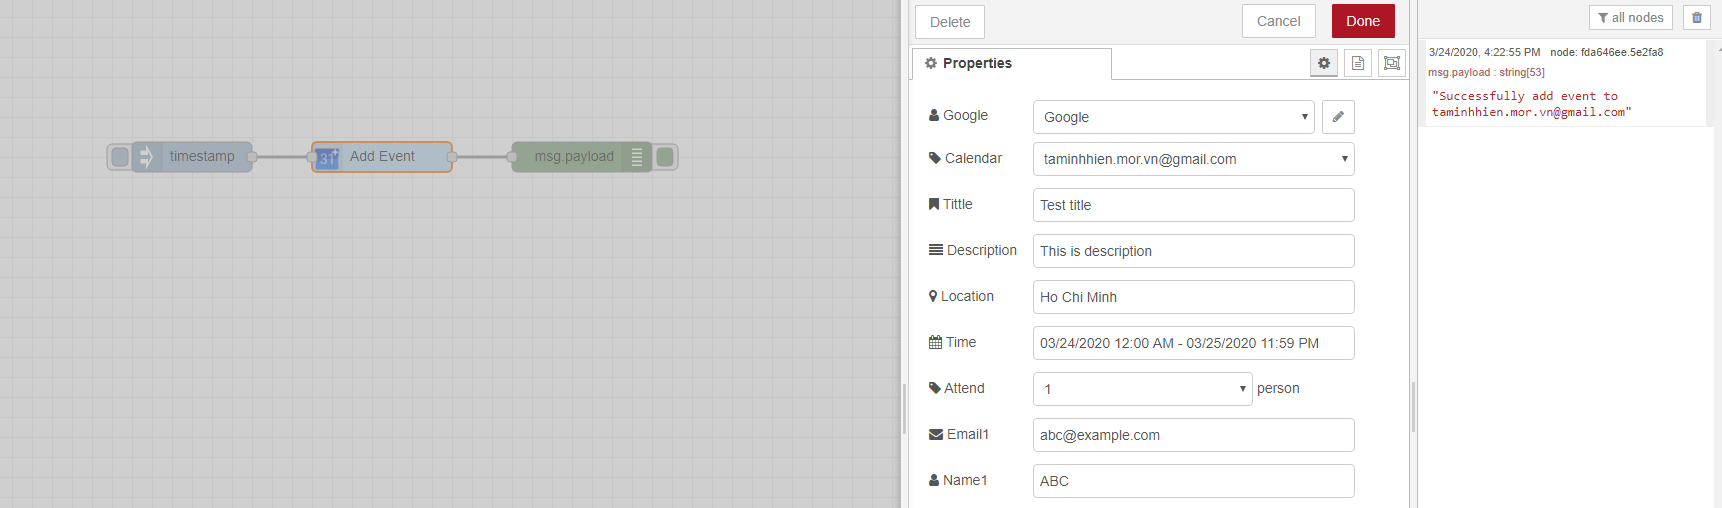 timestamp
31
Add Event
msg.payload
Delete
Cancel
Done
Properties
Google
Google
Calendar
taminhhien.mor.vn@gmail.com
Tittle
Test title
Description
This is description
Location
Ho Chi Minh
Time
03/24/2020 12:00 AM - 03/25/2020 11:59 PM
Attend
1
person
Email1
abc@example.com
Name1
ABC
all nodes
3/24/2020, 4:22:55 PM node: fda646ee.5e2fa8
msg.payload : string[53]
"Successfully add event to
taminhhien.mor.vn@gmail.com"